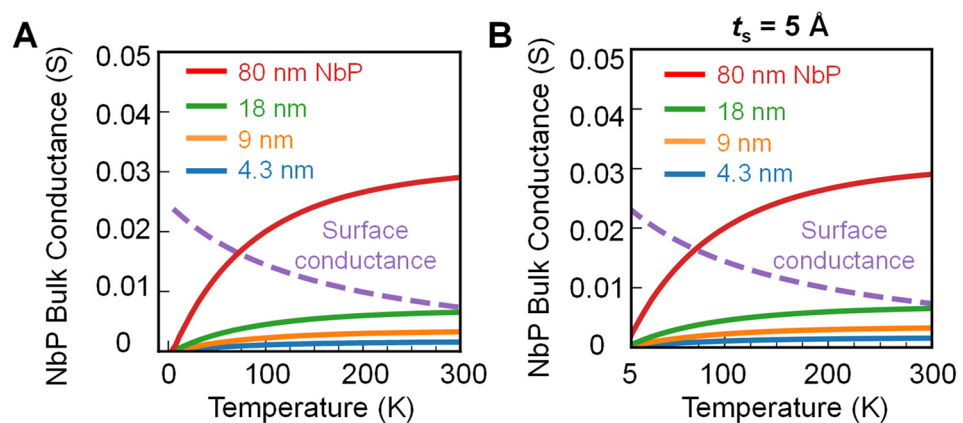 A
NbP Bulk Conductance (S)
0.05
0.04
0.03
0.02
0.01
0
80 nm NbP
18 nm
9 nm
4.3 nm
Surface
conductance
0
100
200
300
Temperature (K)
B
tₛ = 5 Å
NbP Bulk Conductance (S)
0.05
0.04
0.03
0.02
0.01
0
80 nm NbP
18 nm
9 nm
4.3 nm
Surface
conductance
5
100
200
300
Temperature (K)